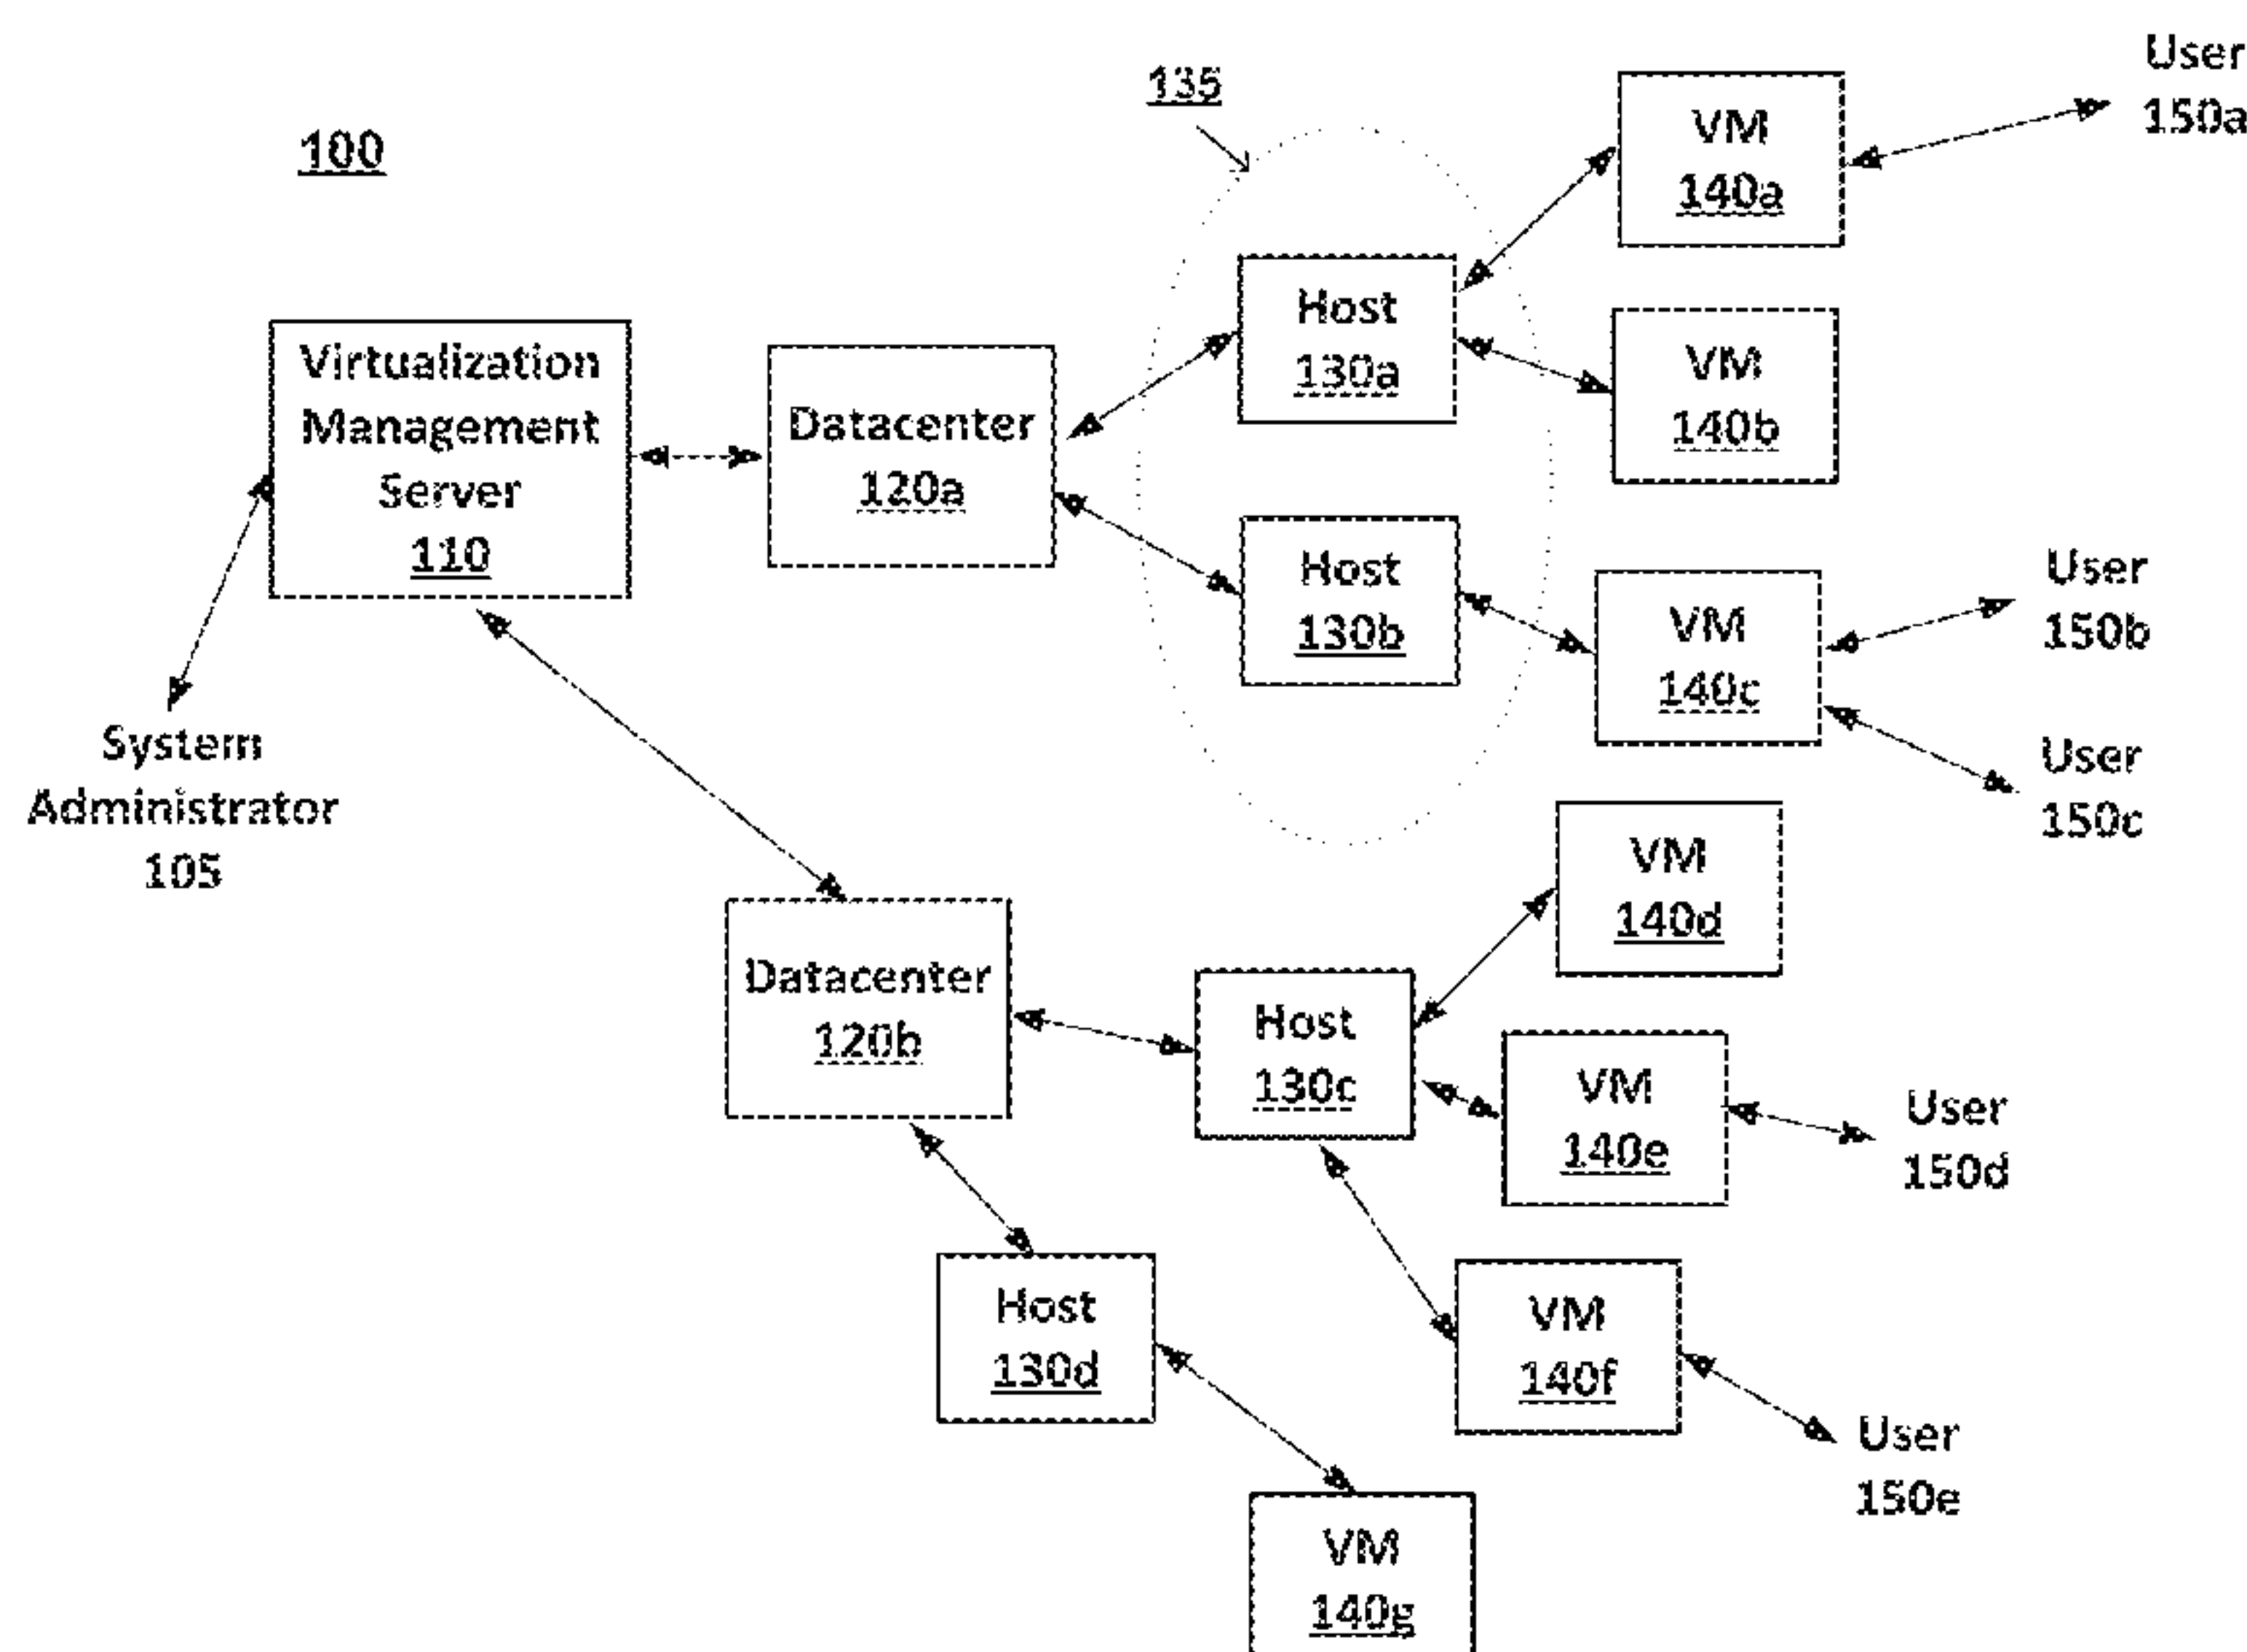 100
135
User
150a
VM
140a
Host
130a
VM
140b
Virtualization
Management
Server
110
Datacenter
120a
Host
130b
VM
140c
User
150b
User
150c
System
Administrator
105
VM
140d
Datacenter
120b
Host
130c
VM
140e
User
150d
Host
130d
VM
140f
User
150e
VM
140g